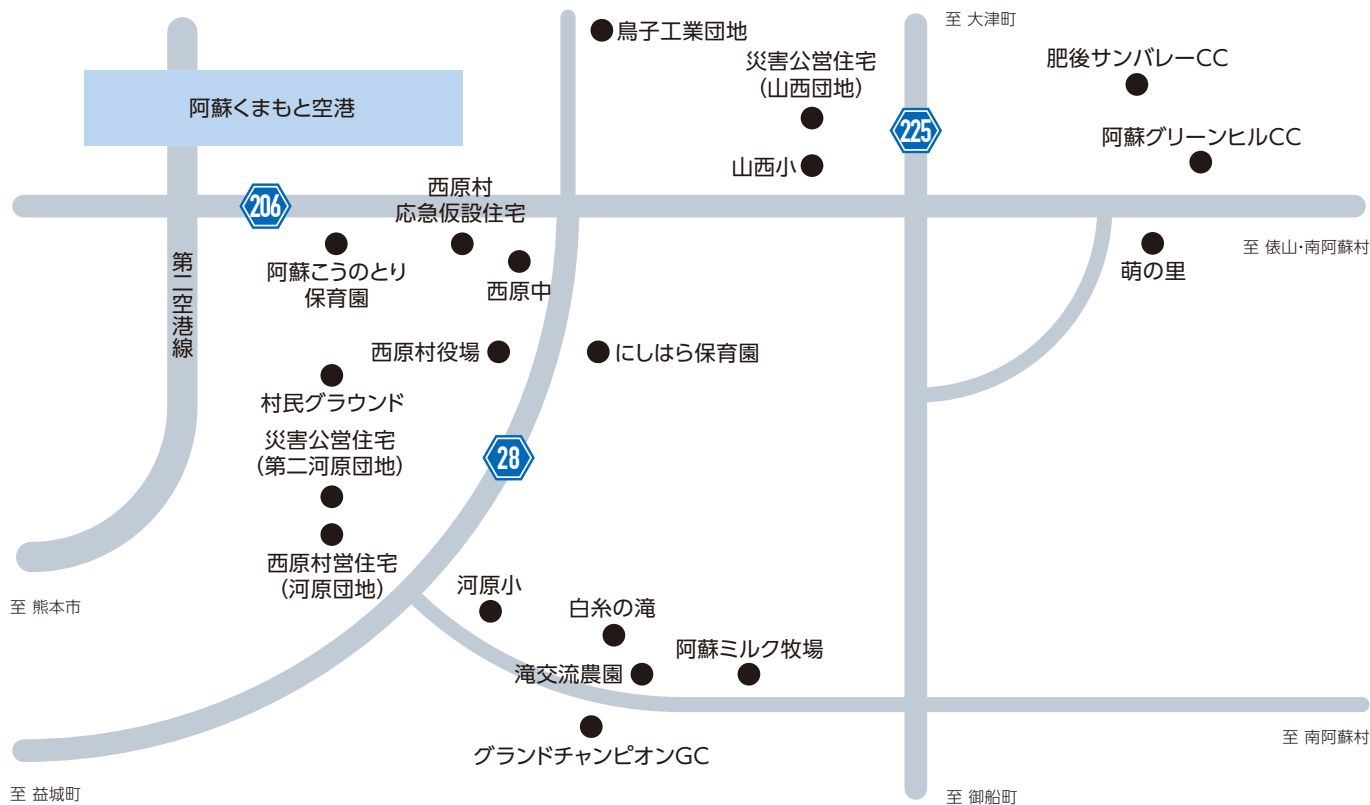 至 大津町
鳥子工業団地
災害公営住宅
(山西団地)
肥後サンバレーCC
阿蘇くまもと空港
225
阿蘇グリーンヒルCC
山西小
西原村
応急仮設住宅
206
至 俵山・南阿蘇村
萌の里
第二空港線
阿蘇こうのとり
保育園
西原中
西原村役場
にしはら保育園
村民グラウンド
災害公営住宅
(第二河原団地)
28
西原村営住宅
(河原団地)
河原小
至 熊本市
白糸の滝
阿蘇ミルク牧場
滝交流農園
グランドチャンピオンGC
至 南阿蘇村
至 益城町
至 御船町